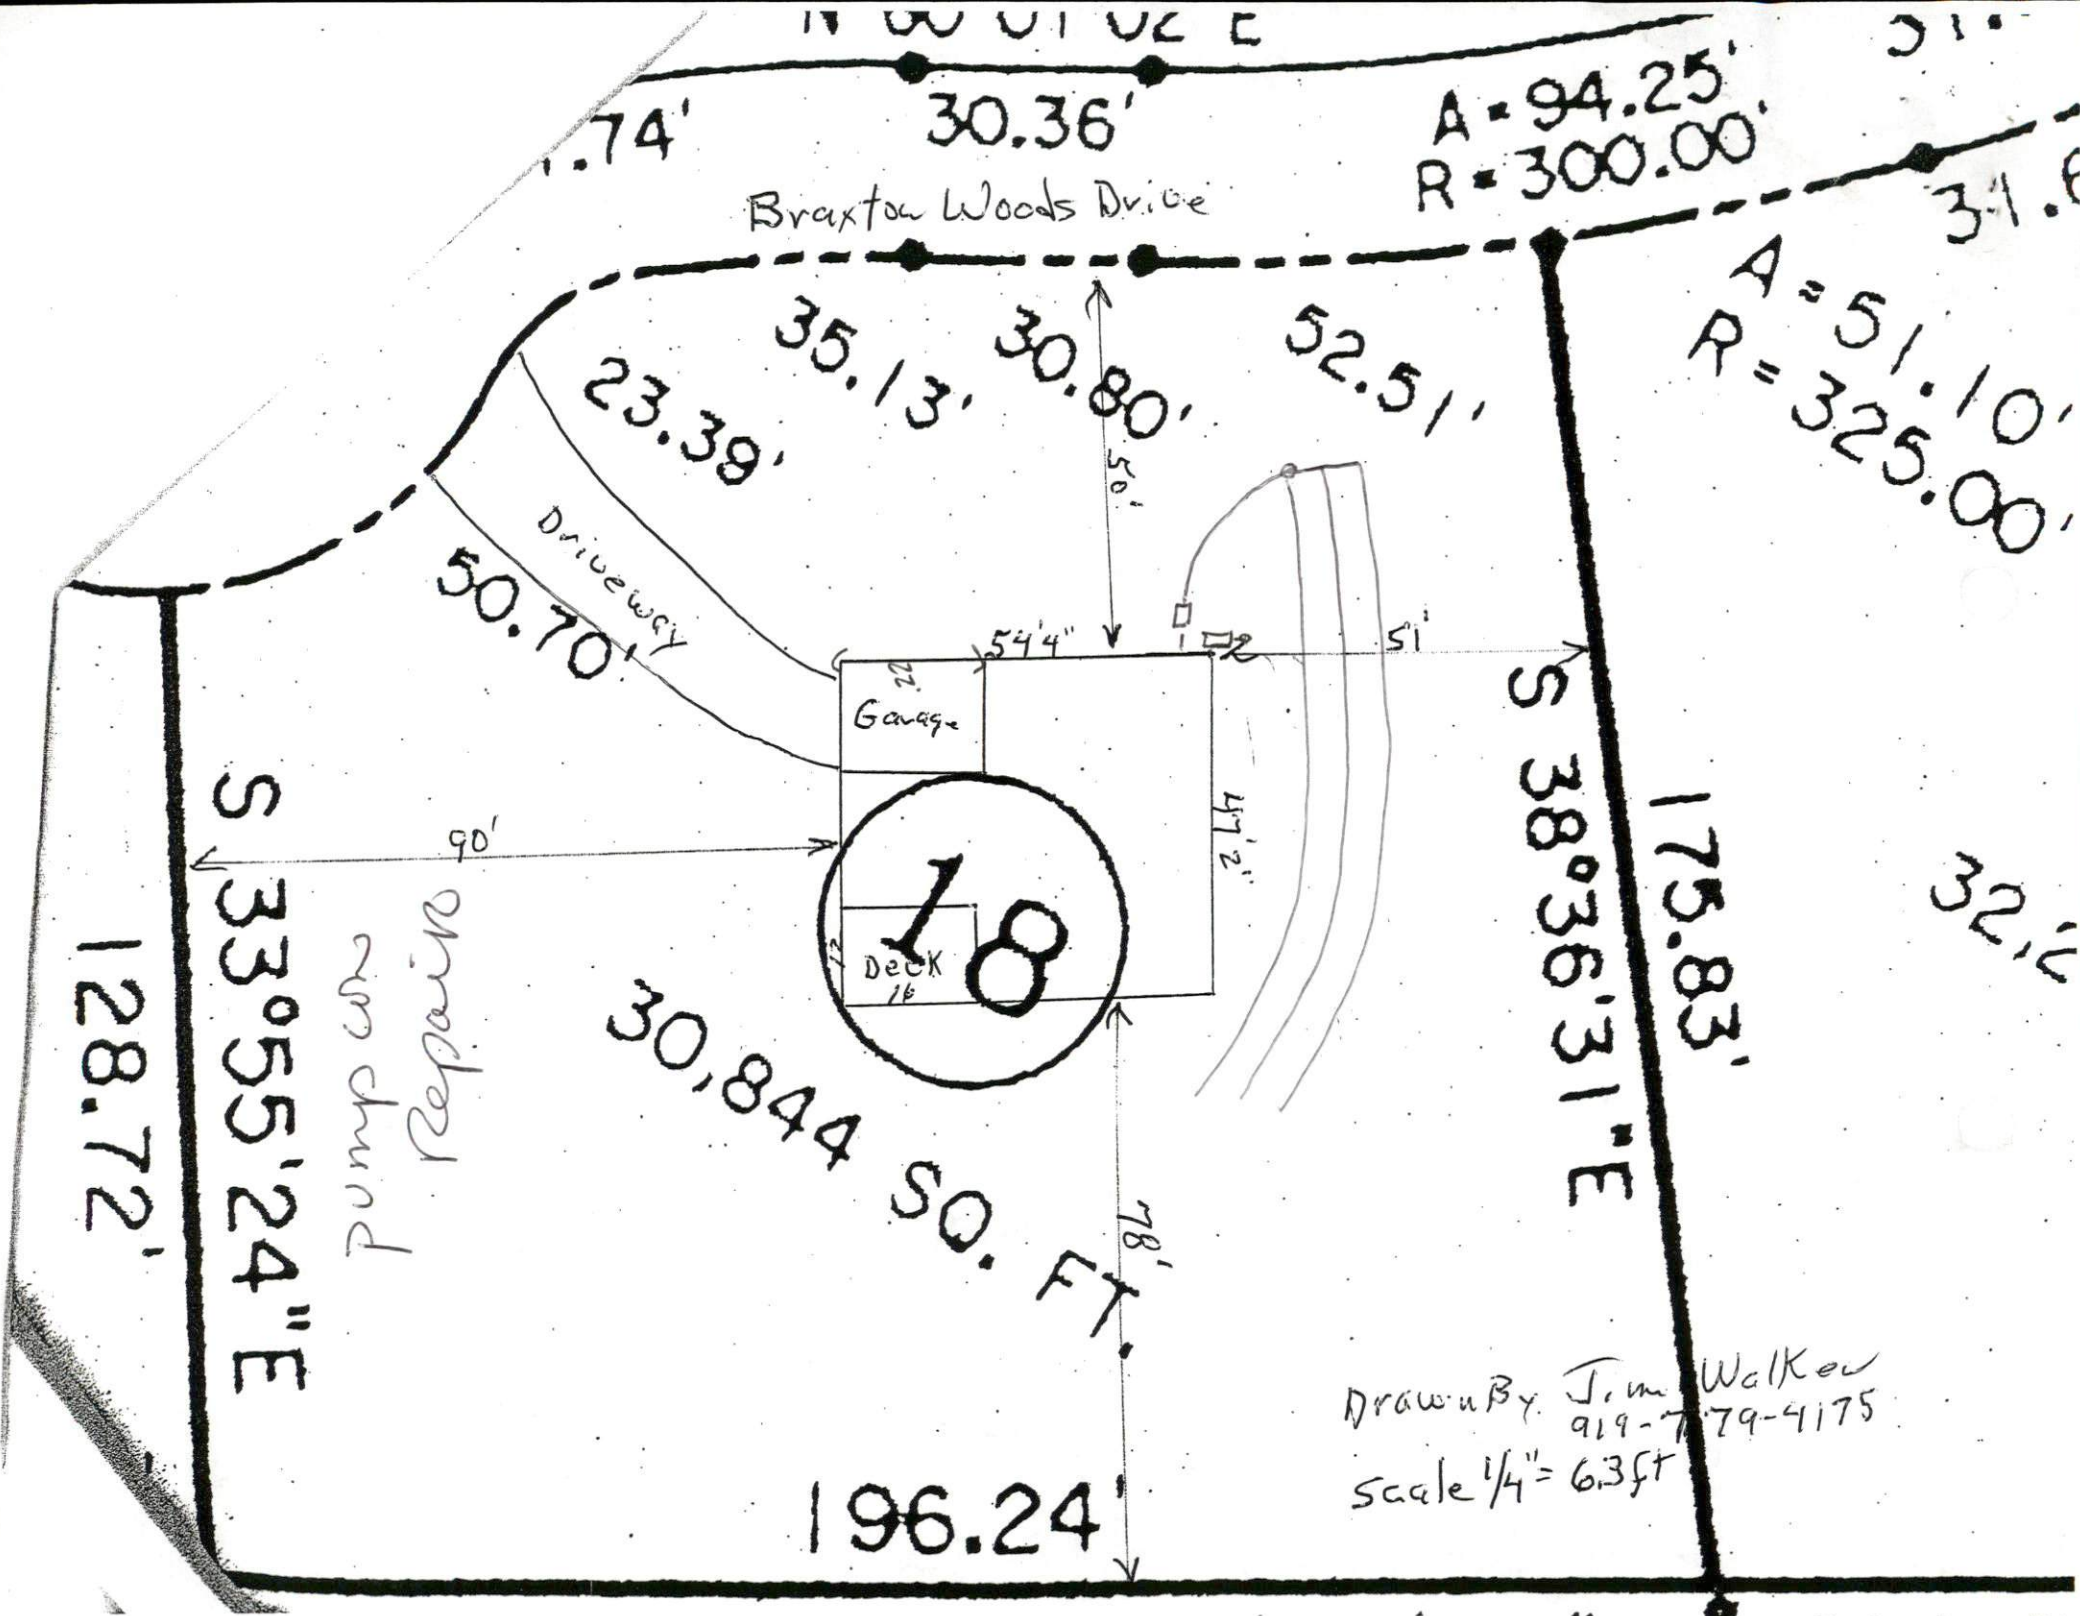 .74'
30.36'
A = 94.25'
R = 300.00'
Braxton Woods Drive
35.13'
30.80'
52.51'
23.39'
A = 51.10'
R = 325.00'
50'
Driveway
50.70'
54'4"
51'
22
Garage
S 33°55'24"E
128.72'
90'
47'2"
S 38°36'31"E
175.83'
18
Deck
16
pump
Repairs
30,844 SQ. FT.
78'
Drawn By Jim Walker
919-779-4175
Scale 1/4" = 6.3ft
196.24'